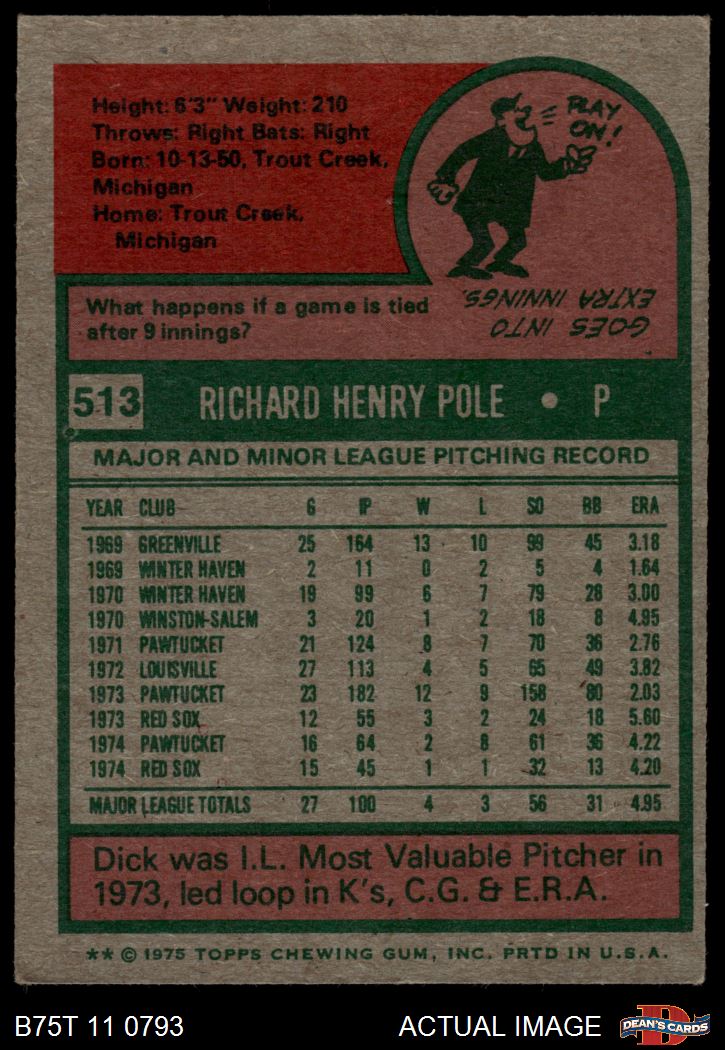 Height: 6'3" Weight: 210
Throws: Right Bats: Right
Born: 10-13-50, Trout Creek,
Michigan
Home: Trout Creek,
Michigan
PLAY
ON!
What happens if a game is tied
after 9 innings?
GOES INTO
EXTRA INNINGS.
513 RICHARD HENRY POLE • P
MAJOR AND MINOR LEAGUE PITCHING RECORD
YEAR CLUB G IP W L SO BB ERA
1969 GREENVILLE 25 164 13 10 99 45 3.18
1969 WINTER HAVEN 2 11 0 2 5 4 1.64
1970 WINTER HAVEN 19 99 6 7 79 28 3.00
1970 WINSTON-SALEM 3 20 1 2 18 8 4.95
1971 PAWTUCKET 21 124 8 7 70 36 2.76
1972 LOUISVILLE 27 113 4 5 65 49 3.82
1973 PAWTUCKET 23 182 12 9 158 80 2.03
1973 RED SOX 12 55 3 2 24 18 5.60
1974 PAWTUCKET 16 64 2 8 61 36 4.22
1974 RED SOX 15 45 1 1 32 13 4.20
MAJOR LEAGUE TOTALS 27 100 4 3 56 31 4.95
Dick was I.L. Most Valuable Pitcher in
1973, led loop in K's, C.G. & E.R.A.
** © 1975 TOPPS CHEWING GUM, INC. PRTD IN U.S.A.
B75T 11 0793 ACTUAL IMAGE
D
DEAN'S CARDS